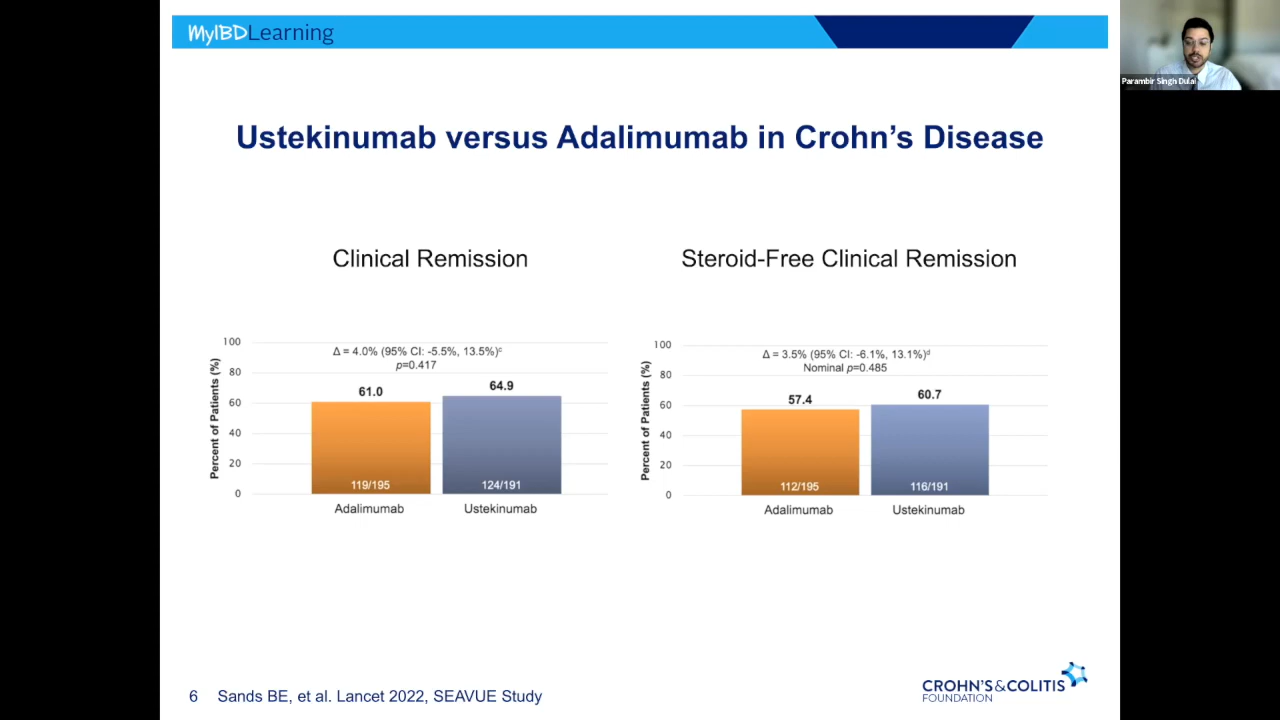 MyIBDLearning
Parambir Singh Dulai
Ustekinumab versus Adalimumab in Crohn's Disease
Clinical Remission
Percent of Patients (%)
100
80
60
40
20
0
Δ = 4.0% (95% CI: -5.5%, 13.5%)ᶜ
p=0.417
61.0
64.9
119/195
124/191
Adalimumab
Ustekinumab
Steroid-Free Clinical Remission
Percent of Patients (%)
100
80
60
40
20
0
Δ = 3.5% (95% CI: -6.1%, 13.1%)ᵈ
Nominal p=0.485
57.4
60.7
112/195
116/191
Adalimumab
Ustekinumab
6 Sands BE, et al. Lancet 2022, SEAVUE Study
CROHN'S&COLITIS
FOUNDATION